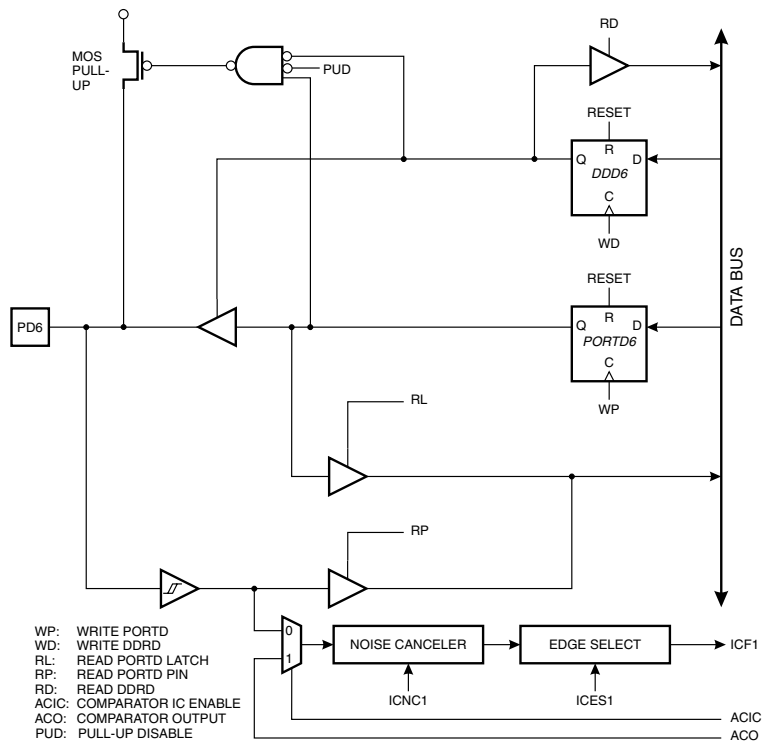 RD
MOS
PULL-
UP
PUD
RESET
R
Q
D
DDD6
C
WD
DATA BUS
RESET
R
PD6
Q
D
PORTD6
C
WP
RL
RP
0
1
NOISE CANCELER
EDGE SELECT
ICF1
ICNC1
ICES1
ACIC
ACO
WP: WRITE PORTD
WD: WRITE DDRD
RL: READ PORTD LATCH
RP: READ PORTD PIN
RD: READ DDRD
ACIC: COMPARATOR IC ENABLE
ACO: COMPARATOR OUTPUT
PUD: PULL-UP DISABLE